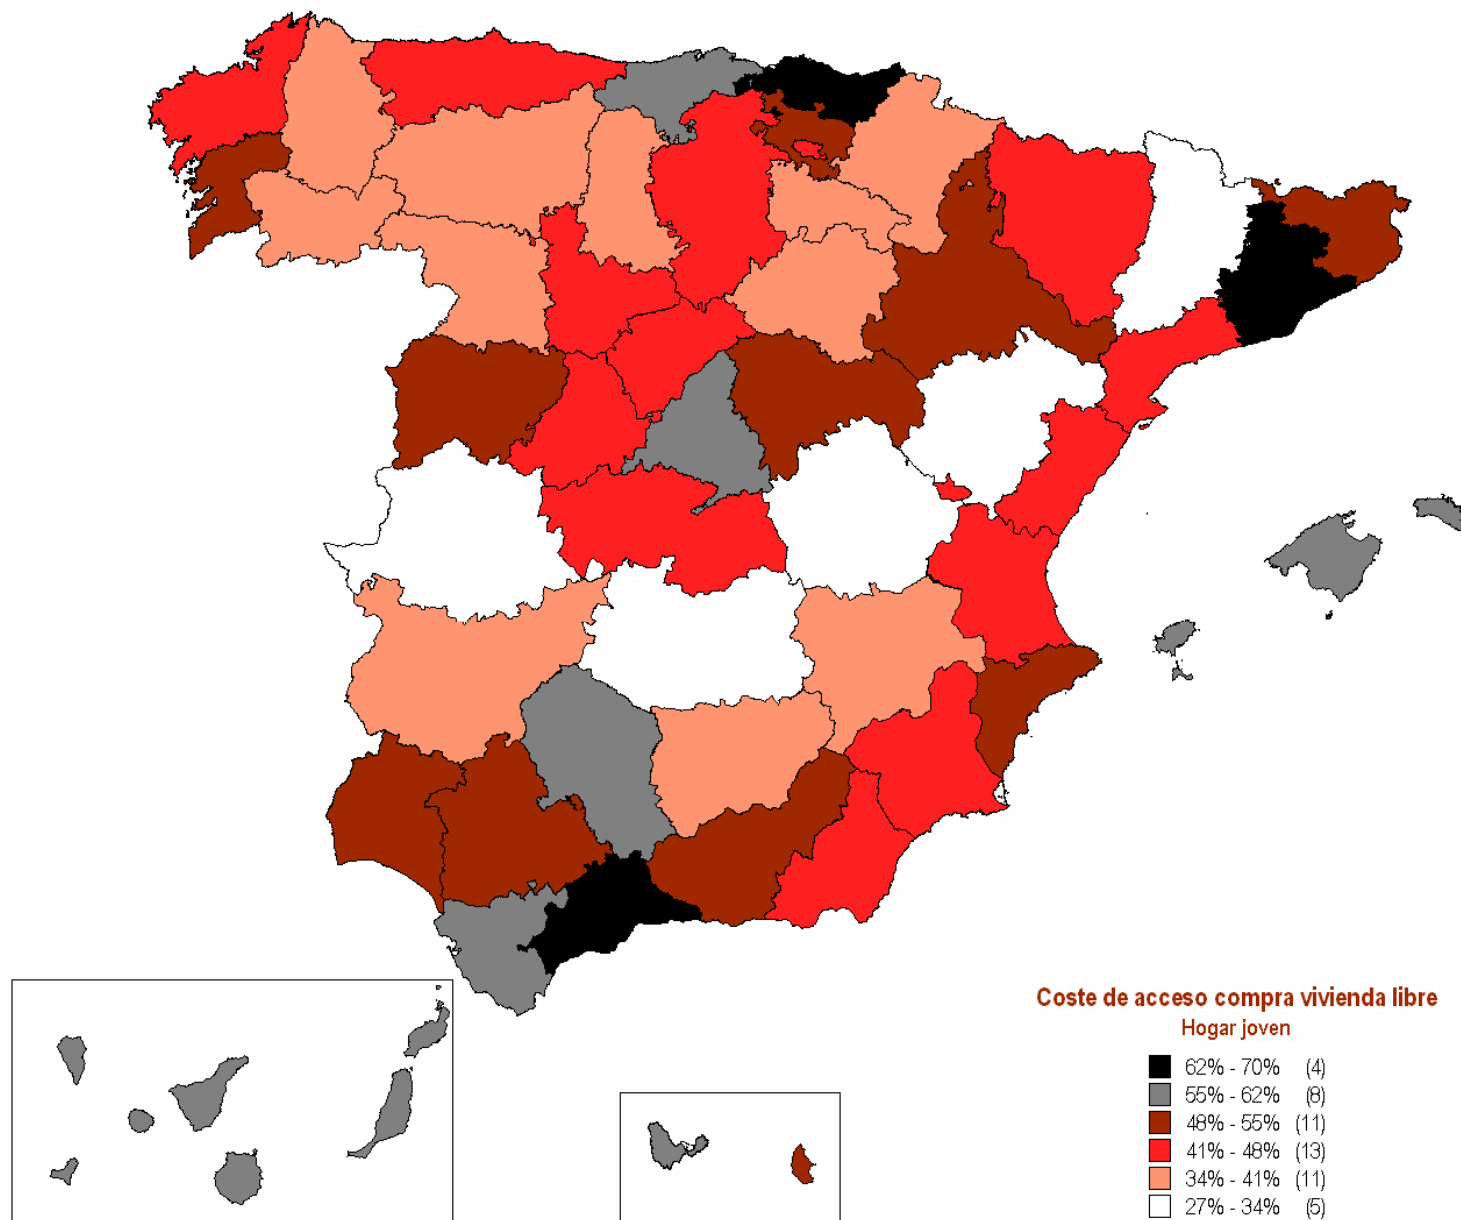 Coste de acceso compra vivienda libre
Hogar joven
62% - 70% (4)
55% - 62% (8)
48% - 55% (11)
41% - 48% (13)
34% - 41% (11)
27% - 34% (5)